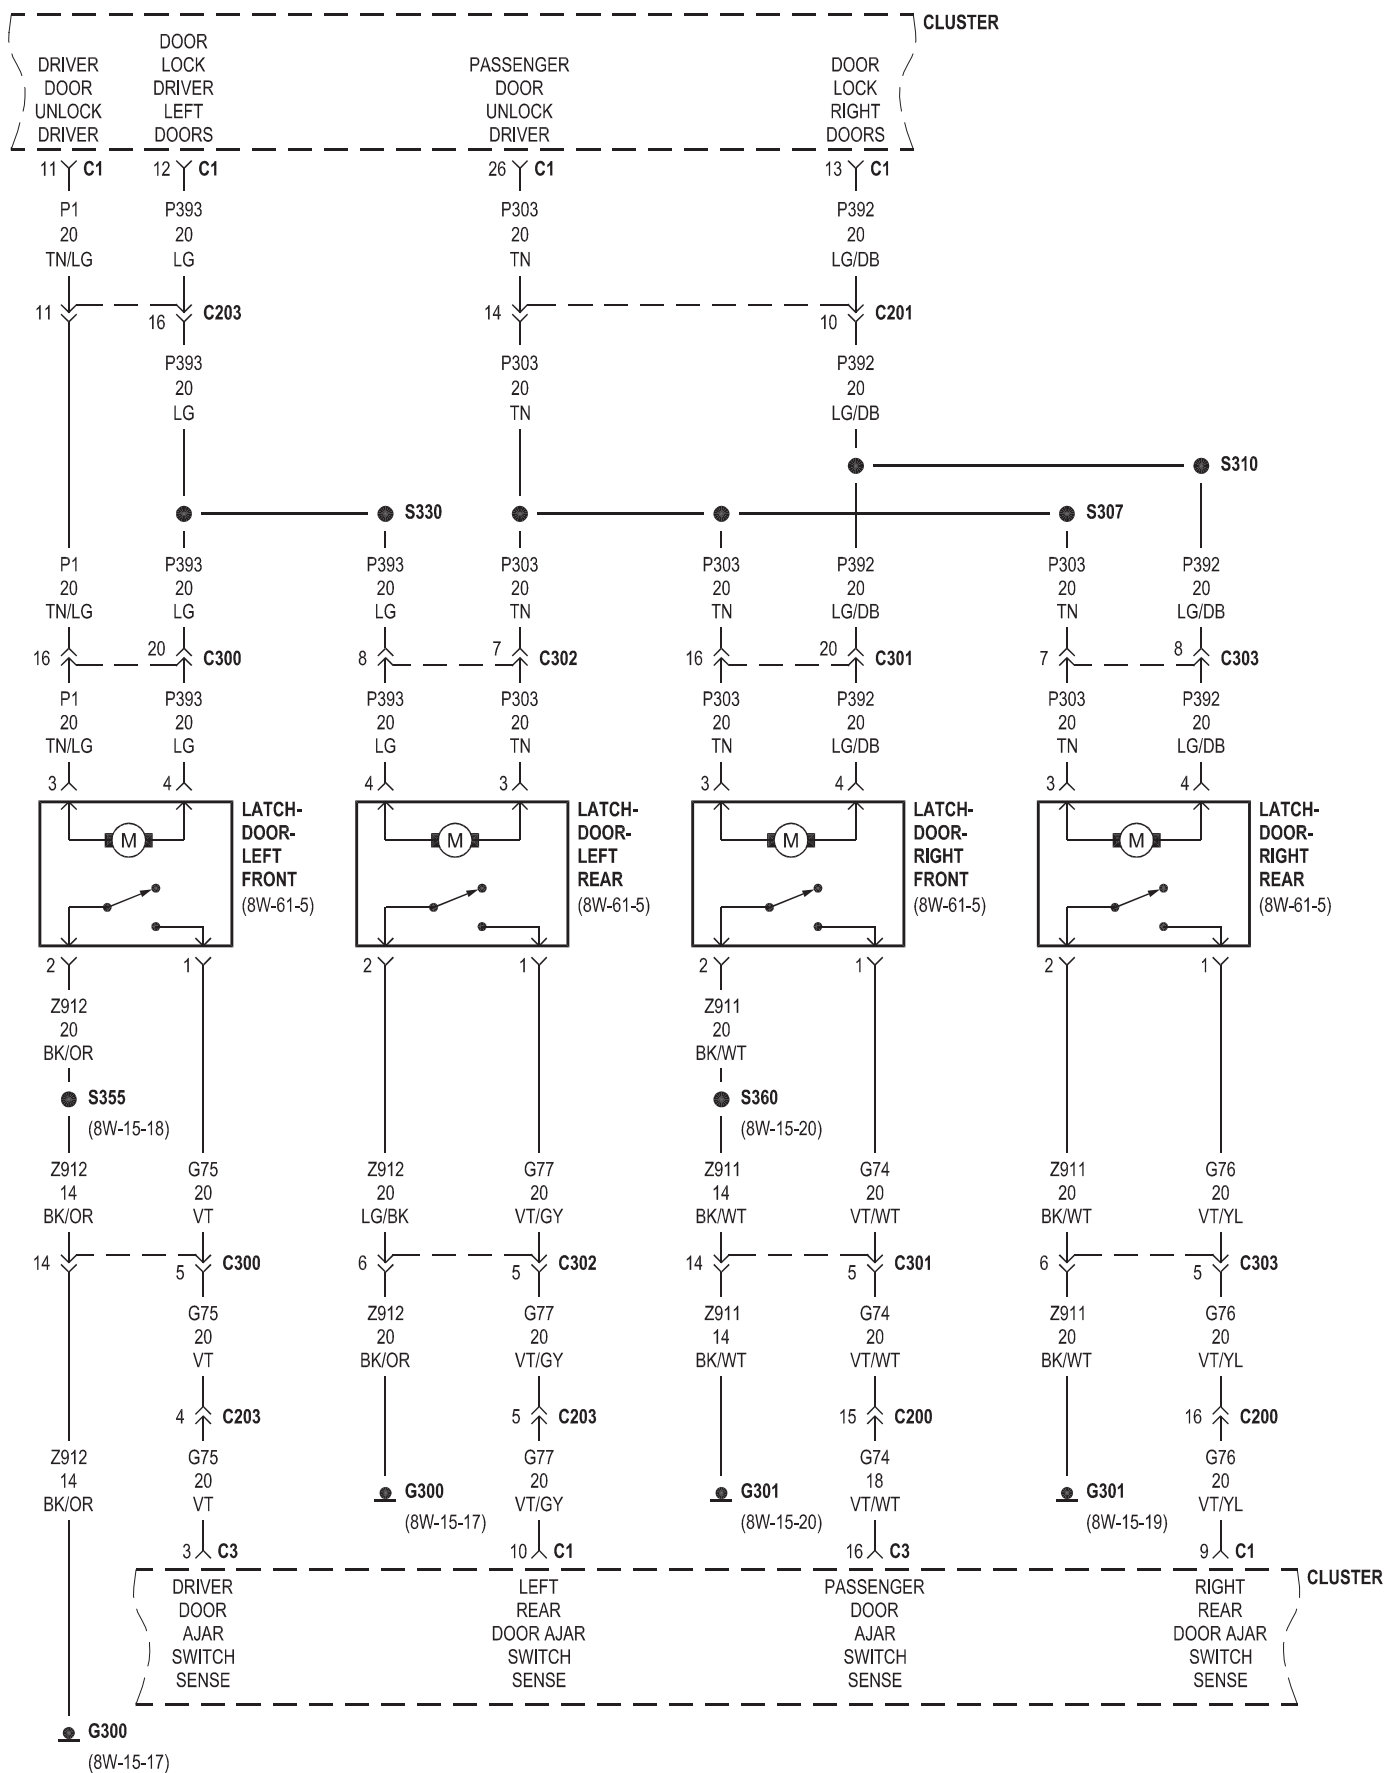 CLUSTER
DRIVER
DOOR
UNLOCK
DRIVER
DOOR
LOCK
DRIVER
LEFT
DOORS
PASSENGER
DOOR
UNLOCK
DRIVER
DOOR
LOCK
RIGHT
DOORS
11 C1
12 C1
26 C1
13 C1
P1
20
TN/LG
P393
20
LG
P303
20
TN
P392
20
LG/DB
11
16
C203
14
10
C201
P393
20
LG
P303
20
TN
P392
20
LG/DB
S310
S330
S307
P1
20
TN/LG
P393
20
LG
P393
20
LG
P303
20
TN
P303
20
TN
P392
20
LG/DB
P303
20
TN
P392
20
LG/DB
16
20
C300
8
7
C302
16
20
C301
7
8
C303
P1
20
TN/LG
P393
20
LG
P393
20
LG
P303
20
TN
P303
20
TN
P392
20
LG/DB
P303
20
TN
P392
20
LG/DB
3
4
4
3
3
4
3
4
M
LATCH-
DOOR-
LEFT
FRONT
(8W-61-5)
M
LATCH-
DOOR-
LEFT
REAR
(8W-61-5)
M
LATCH-
DOOR-
RIGHT
FRONT
(8W-61-5)
M
LATCH-
DOOR-
RIGHT
REAR
(8W-61-5)
2
1
2
1
2
1
2
1
Z912
20
BK/OR
Z911
20
BK/WT
S355
(8W-15-18)
S360
(8W-15-20)
Z912
14
BK/OR
G75
20
VT
Z912
20
LG/BK
G77
20
VT/GY
Z911
14
BK/WT
G74
20
VT/WT
Z911
20
BK/WT
G76
20
VT/YL
14
5
C300
6
5
C302
14
5
C301
6
5
C303
G75
20
VT
Z912
20
BK/OR
G77
20
VT/GY
Z911
14
BK/WT
G74
20
VT/WT
Z911
20
BK/WT
G76
20
VT/YL
4 C203
5 C203
15 C200
16 C200
Z912
14
BK/OR
G75
20
VT
G300
(8W-15-17)
G77
20
VT/GY
G301
(8W-15-20)
G74
18
VT/WT
G301
(8W-15-19)
G76
20
VT/YL
3 C3
10 C1
16 C3
9 C1
CLUSTER
DRIVER
DOOR
AJAR
SWITCH
SENSE
LEFT
REAR
DOOR AJAR
SWITCH
SENSE
PASSENGER
DOOR
AJAR
SWITCH
SENSE
RIGHT
REAR
DOOR AJAR
SWITCH
SENSE
G300
(8W-15-17)